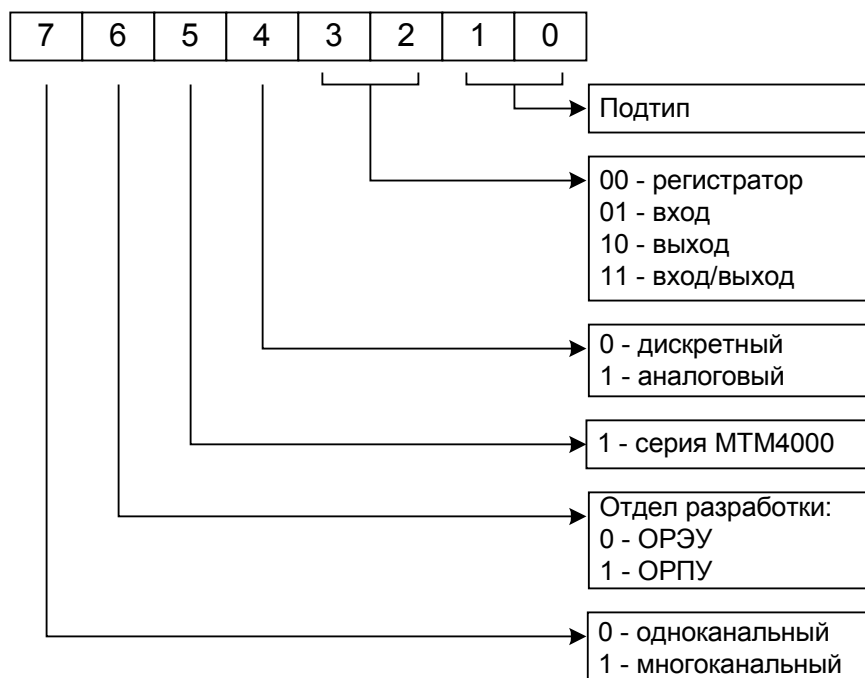 7 6 5 4 3 2 1 0
Подтип
00 - регистратор
01 - вход
10 - выход
11 - вход/выход
0 - дискретный
1 - аналоговый
1 - серия МТМ4000
Отдел разработки:
0 - ОРЭУ
1 - ОРПУ
0 - одноканальный
1 - многоканальный